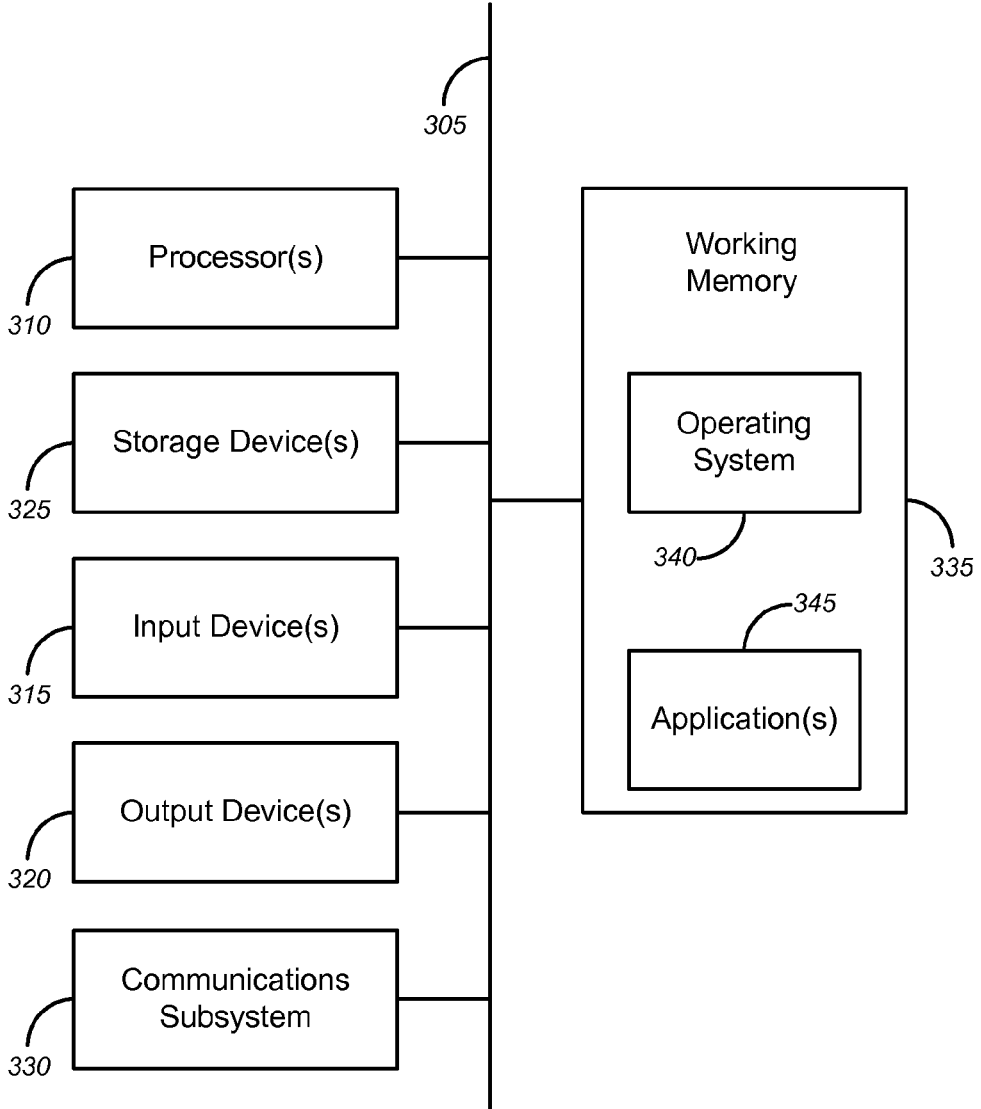 305
Processor(s)
310
Storage Device(s)
325
Input Device(s)
315
Output Device(s)
320
Communications
Subsystem
330
Working
Memory
Operating
System
340
335
345
Application(s)